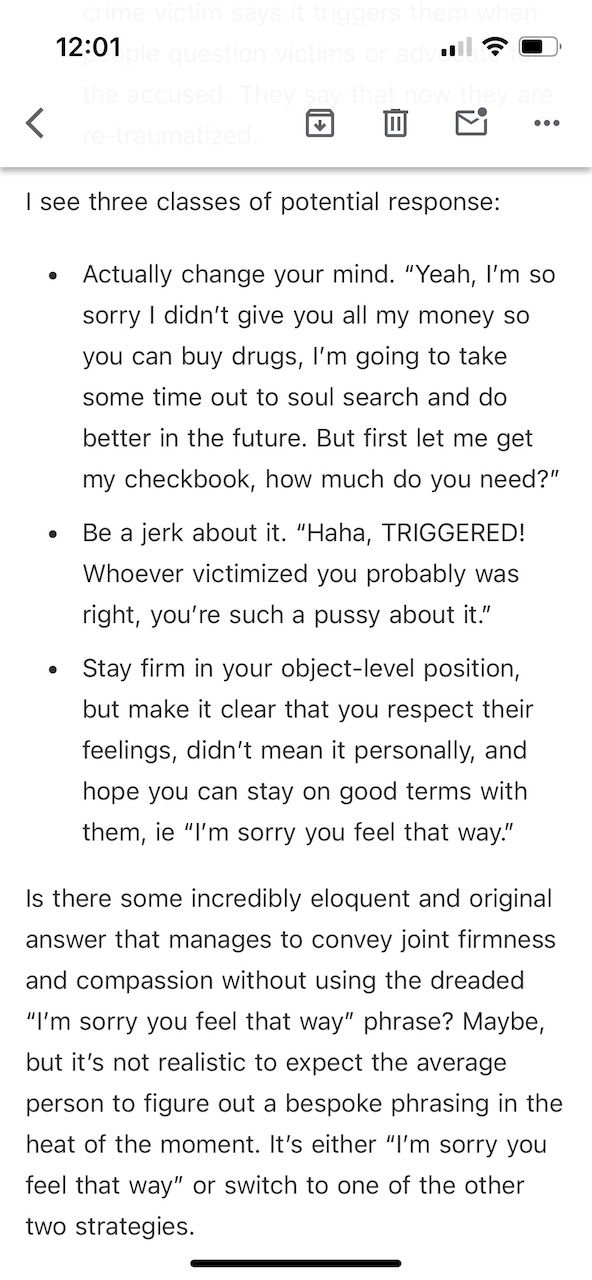 crime victim says it triggers them when
12:01
people question victims or advocate for
the accused. They say that now they are
re-traumatized.
I see three classes of potential response:
• Actually change your mind. “Yeah, I’m so
sorry I didn’t give you all my money so
you can buy drugs, I’m going to take
some time out to soul search and do
better in the future. But first let me get
my checkbook, how much do you need?”
• Be a jerk about it. “Haha, TRIGGERED!
Whoever victimized you probably was
right, you’re such a pussy about it.”
• Stay firm in your object-level position,
but make it clear that you respect their
feelings, didn’t mean it personally, and
hope you can stay on good terms with
them, ie “I’m sorry you feel that way.”
Is there some incredibly eloquent and original
answer that manages to convey joint firmness
and compassion without using the dreaded
“I’m sorry you feel that way” phrase? Maybe,
but it’s not realistic to expect the average
person to figure out a bespoke phrasing in the
heat of the moment. It’s either “I’m sorry you
feel that way” or switch to one of the other
two strategies.